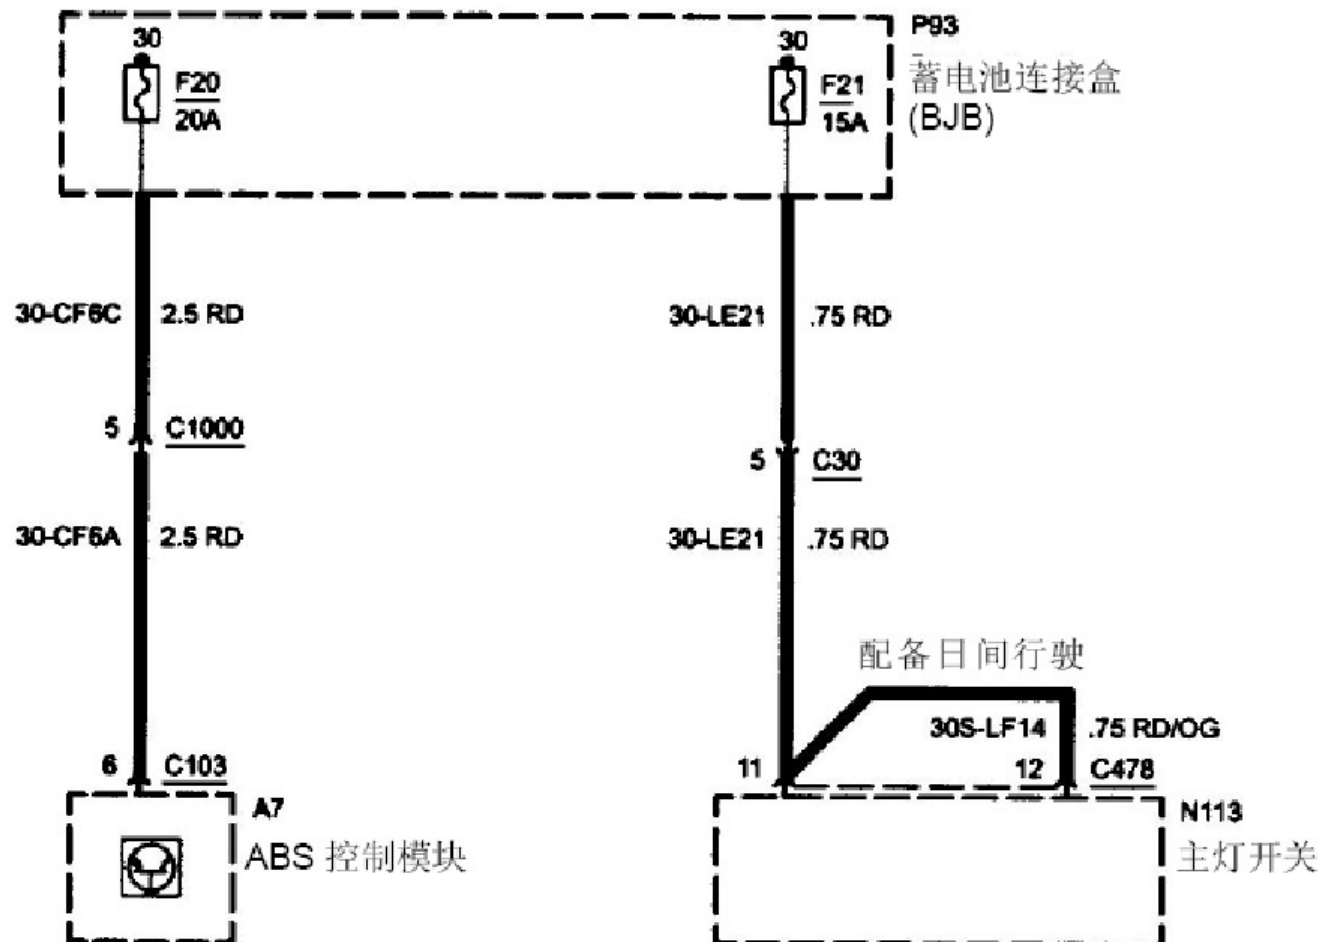 30
F20
20A
30
F21
15A
P93
蓄电池连接盒
(BJB)
30-CF6C 2.5 RD
30-LE21 .75 RD
5 C1000
5 C30
30-CF6A 2.5 RD
30-LE21 .75 RD
配备日间行驶
30S-LF14 .75 RD/OG
6 C103
11
12 C478
A7
ABS 控制模块
N113
主灯开关